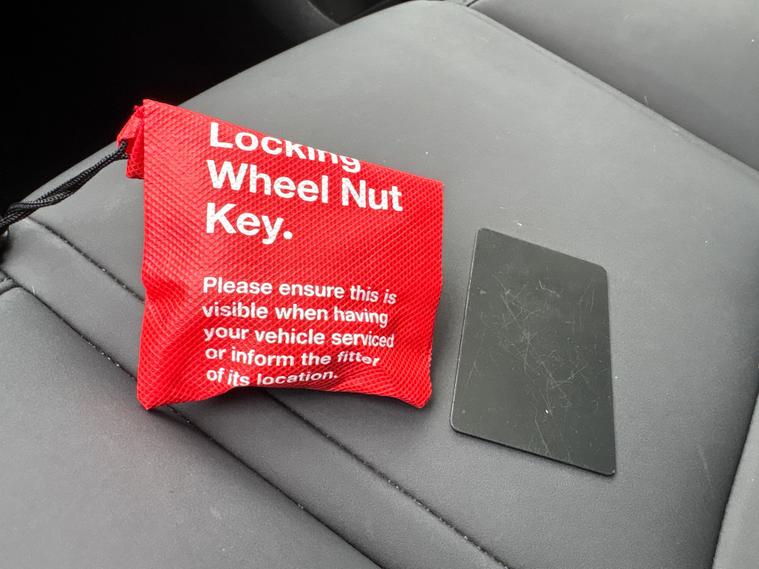 Locking
Wheel Nut
Key.
Please ensure this is
visible when having
your vehicle serviced
or inform the fitter
of its location.